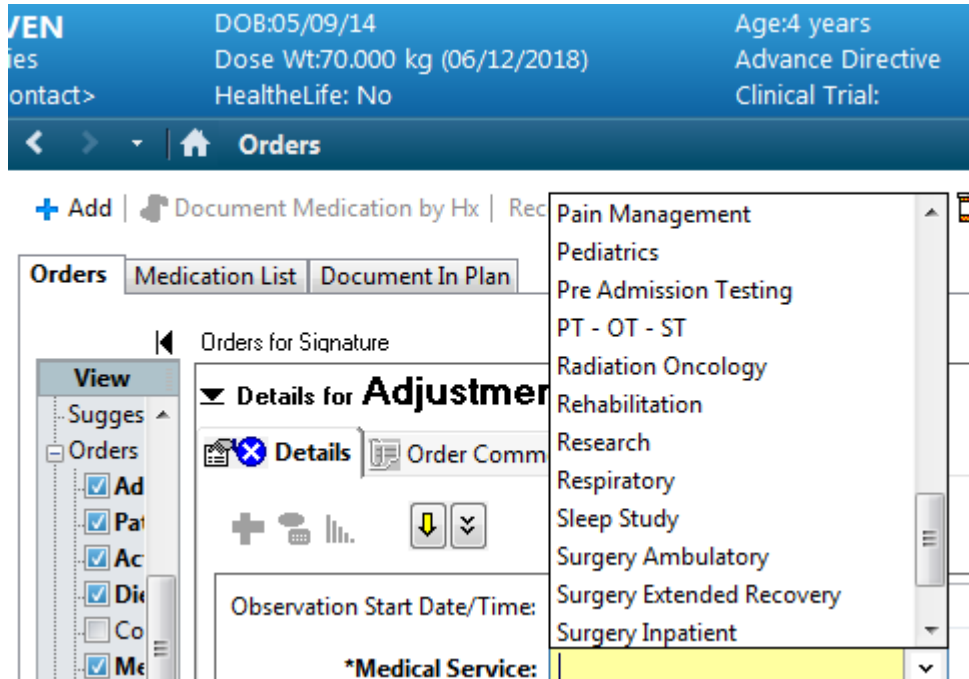 VEN DOB:05/09/14 Age:4 years
ies Dose Wt:70.000 kg (06/12/2018) Advance Directive
ontact> HealtheLife: No Clinical Trial:
Orders
Add Document Medication by Hx Rec
Orders Medication List Document In Plan
Orders for Signature
View
Sugges
Orders
Ad
Pat
Ac
Die
Co
Me
Details for Adjustmer
Details Order Comm
Observation Start Date/Time:
*Medical Service:
Pain Management
Pediatrics
Pre Admission Testing
PT - OT - ST
Radiation Oncology
Rehabilitation
Research
Respiratory
Sleep Study
Surgery Ambulatory
Surgery Extended Recovery
Surgery Inpatient